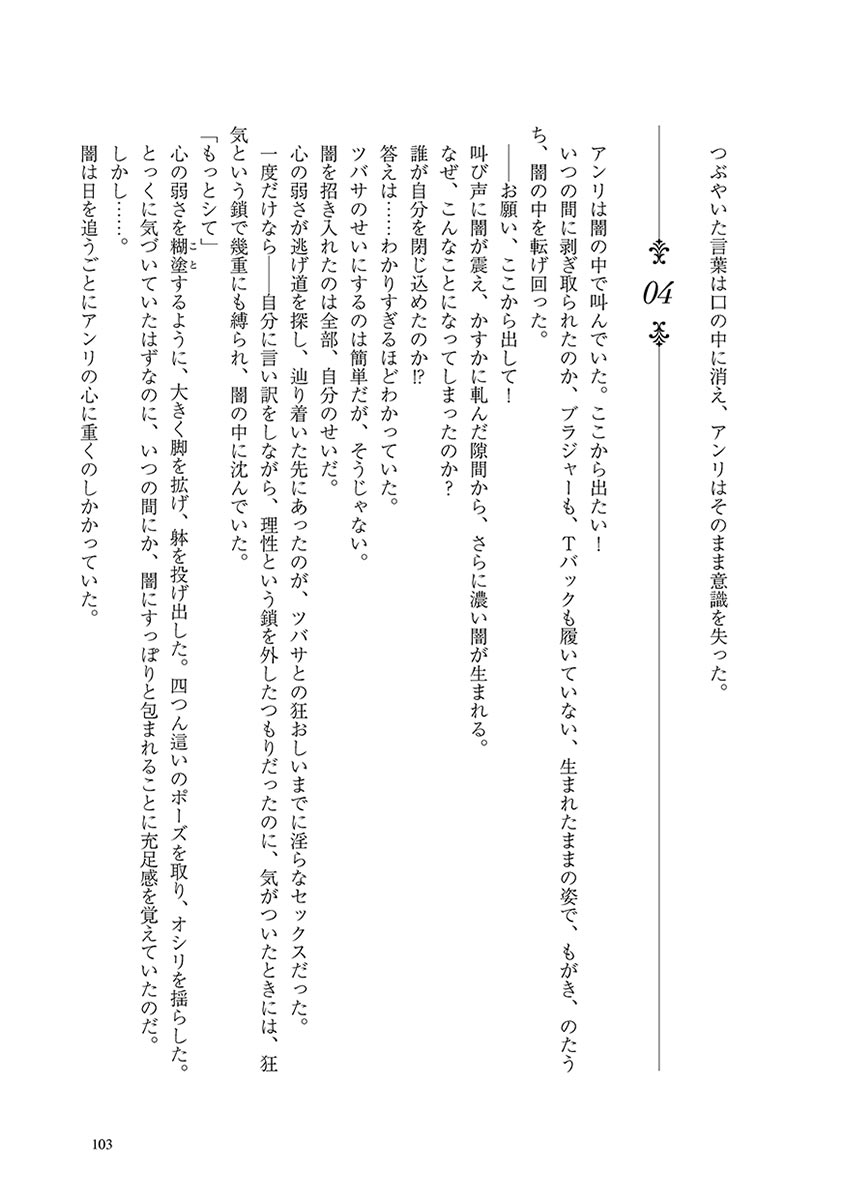 つぶやいた言葉は口の中に消え、アンリはそのまま意識を失った。
04
アンリは闇の中で叫んでいた。ここから出たい！
いつの間に剥ぎ取られたのか、ブラジャーも、Tバックも履いていない、生まれたままの姿で、もがき、のたう
ち、闇の中を転げ回った。
――お願い、ここから出して！
叫び声に闇が震え、かすかに軋んだ隙間から、さらに濃い闇が生まれる。
なぜ、こんなことになってしまったのか？
誰が自分を閉じ込めたのか⁉
答えは……わかりすぎるほどわかっていた。
ツバサのせいにするのは簡単だが、そうじゃない。
闇を招き入れたのは全部、自分のせいだ。
心の弱さが逃げ道を探し、辿り着いた先にあったのが、ツバサとの狂おしいまでに淫らなセックスだった。
一度だけなら――自分に言い訳をしながら、理性という鎖を外したつもりだったのに、気がついたときには、狂
気という鎖で幾重にも縛られ、闇の中に沈んでいた。
「もっとシて」
心の弱さを糊塗するように、大きく脚を拡げ、躰を投げ出した。四つん這いのポーズを取り、オシリを揺らした。
こと
とっくに気づいていたはずなのに、いつの間にか、闇にすっぽりと包まれることに充足感を覚えていたのだ。
しかし……。
闇は日を追うごとにアンリの心に重くのしかかっていた。
103